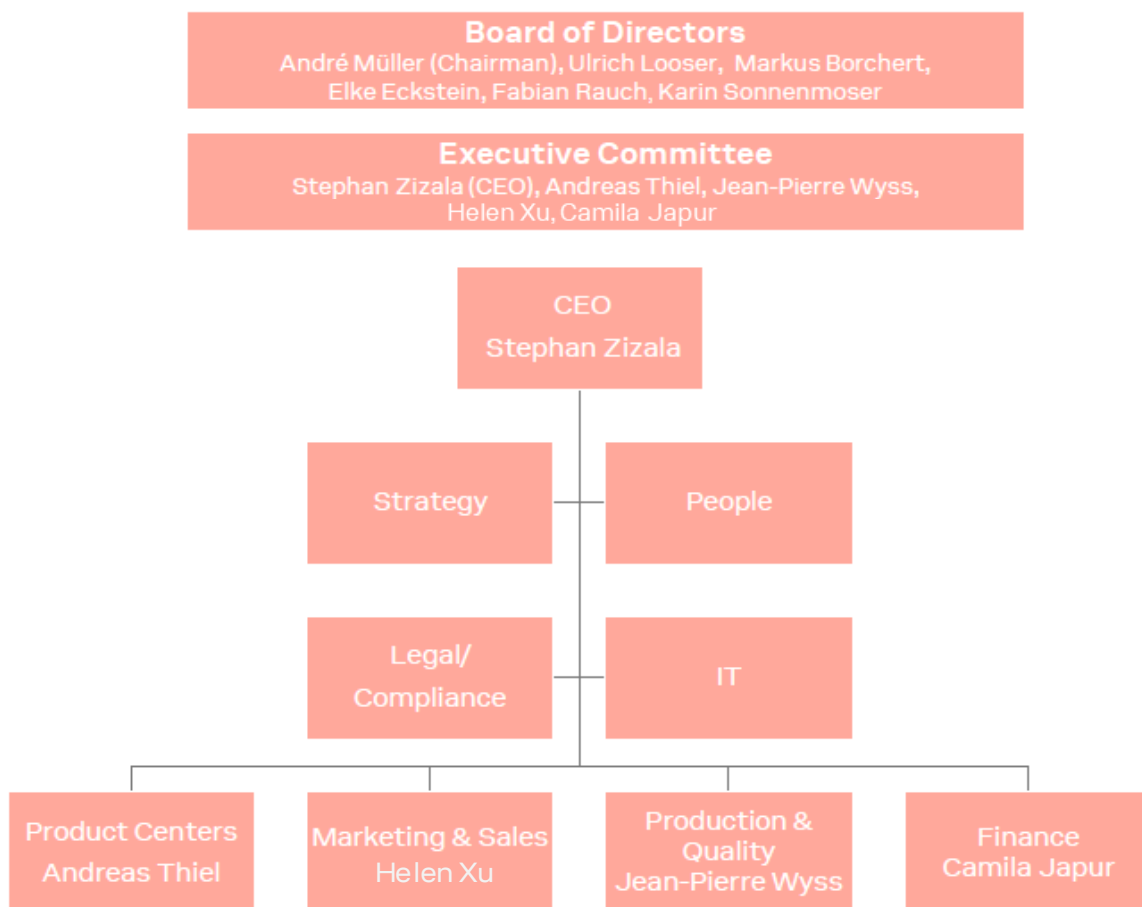 Board of Directors
André Müller (Chairman), Ulrich Looser, Markus Borchert,
Elke Eckstein, Fabian Rauch, Karin Sonnenmoser
Executive Committee
Stephan Zizala (CEO), Andreas Thiel, Jean-Pierre Wyss,
Helen Xu, Camila Japur
CEO
Stephan Zizala
Strategy
People
Legal/
Compliance
IT
Product Centers
Andreas Thiel
Marketing & Sales
Helen Xu
Production &
Quality
Jean-Pierre Wyss
Finance
Camila Japur